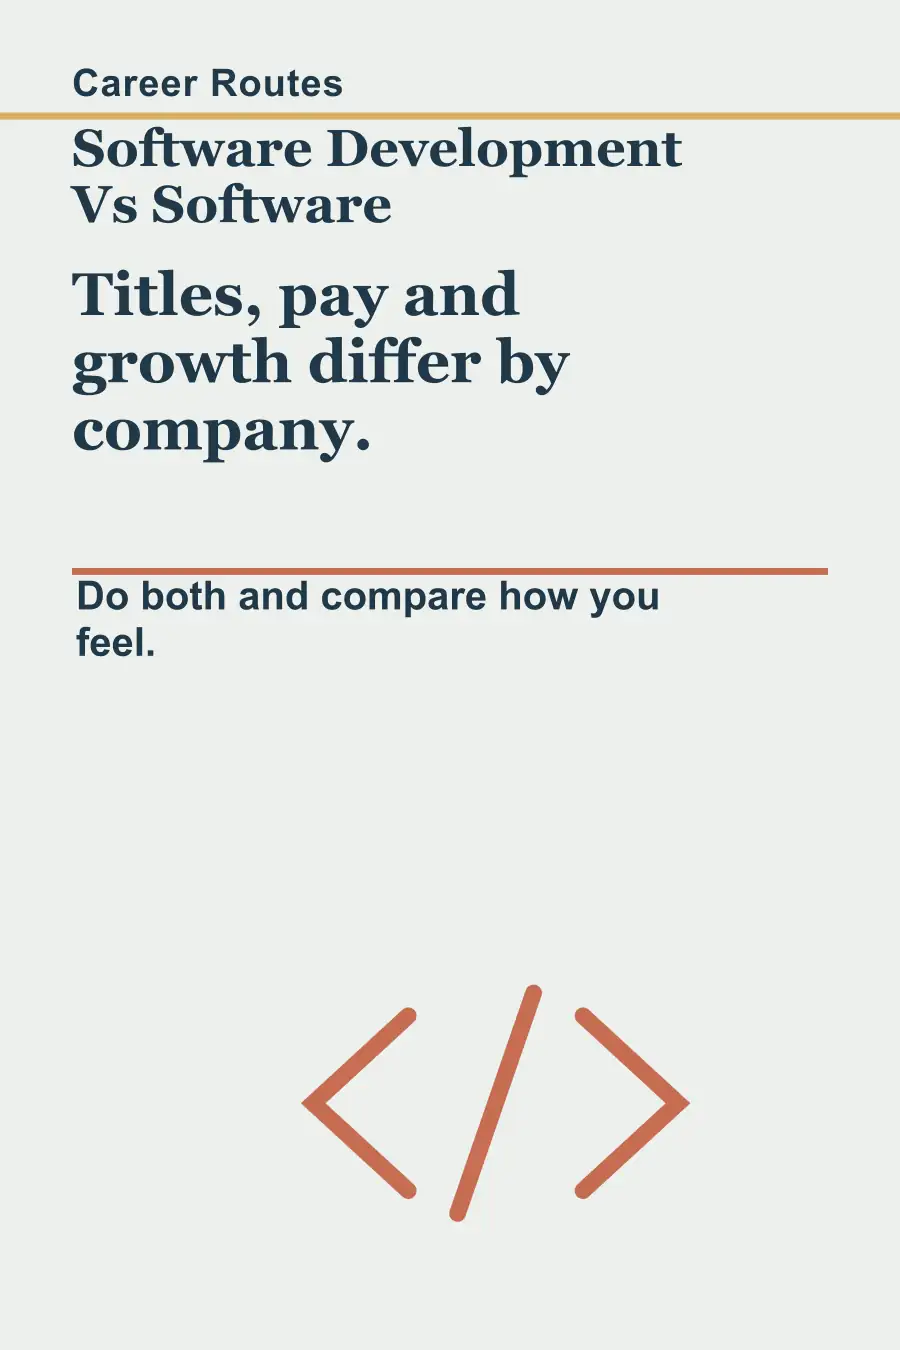 Career Routes
Software Development
Vs Software
Titles, pay and
growth differ by
company.
Do both and compare how you
feel.